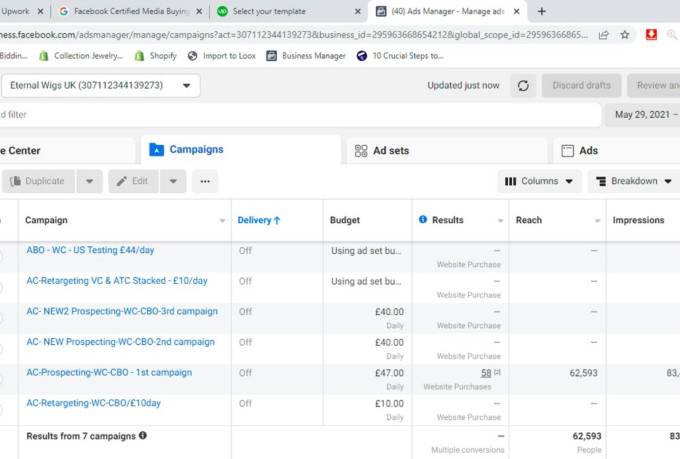 Upwork
Facebook Certified Media Buying
Select your template
(40) Ads Manager - Manage ads
ness.facebook.com/adsmanager/manage/campaigns?act=307112344139273&business_id=295963668654212&global_scope_id=29596366865...
Biddin...
Collection Jewelry...
Shopify
Import to Loox
Business Manager
10 Crucial Steps to...
Eternal Wigs UK (307112344139273)
Updated just now
Discard drafts
Review and
d filter
May 29, 2021 –
e Center
Campaigns
Ad sets
Ads
Duplicate
Edit
Columns
Breakdown
Campaign
Delivery ↑
Budget
Results
Reach
Impressions
ABO - WC - US Testing £44/day
Off
Using ad set bu...
—
—
Website Purchase
AC-Retargeting VC & ATC Stacked - £10/day
Off
Using ad set bu...
—
—
Website Purchase
AC- NEW2 Prospecting-WC-CBO-3rd campaign
Off
£40.00
—
—
Daily
Website Purchase
AC- NEW Prospecting-WC-CBO-2nd campaign
Off
£40.00
—
—
Daily
Website Purchase
AC-Prospecting-WC-CBO - 1st campaign
Off
£47.00
58 [2]
62,593
83,
Daily
Website Purchases
AC-Retargeting-WC-CBO/£10day
Off
£10.00
—
—
Daily
Website Purchase
Results from 7 campaigns
—
62,593
83,
Multiple conversions
People